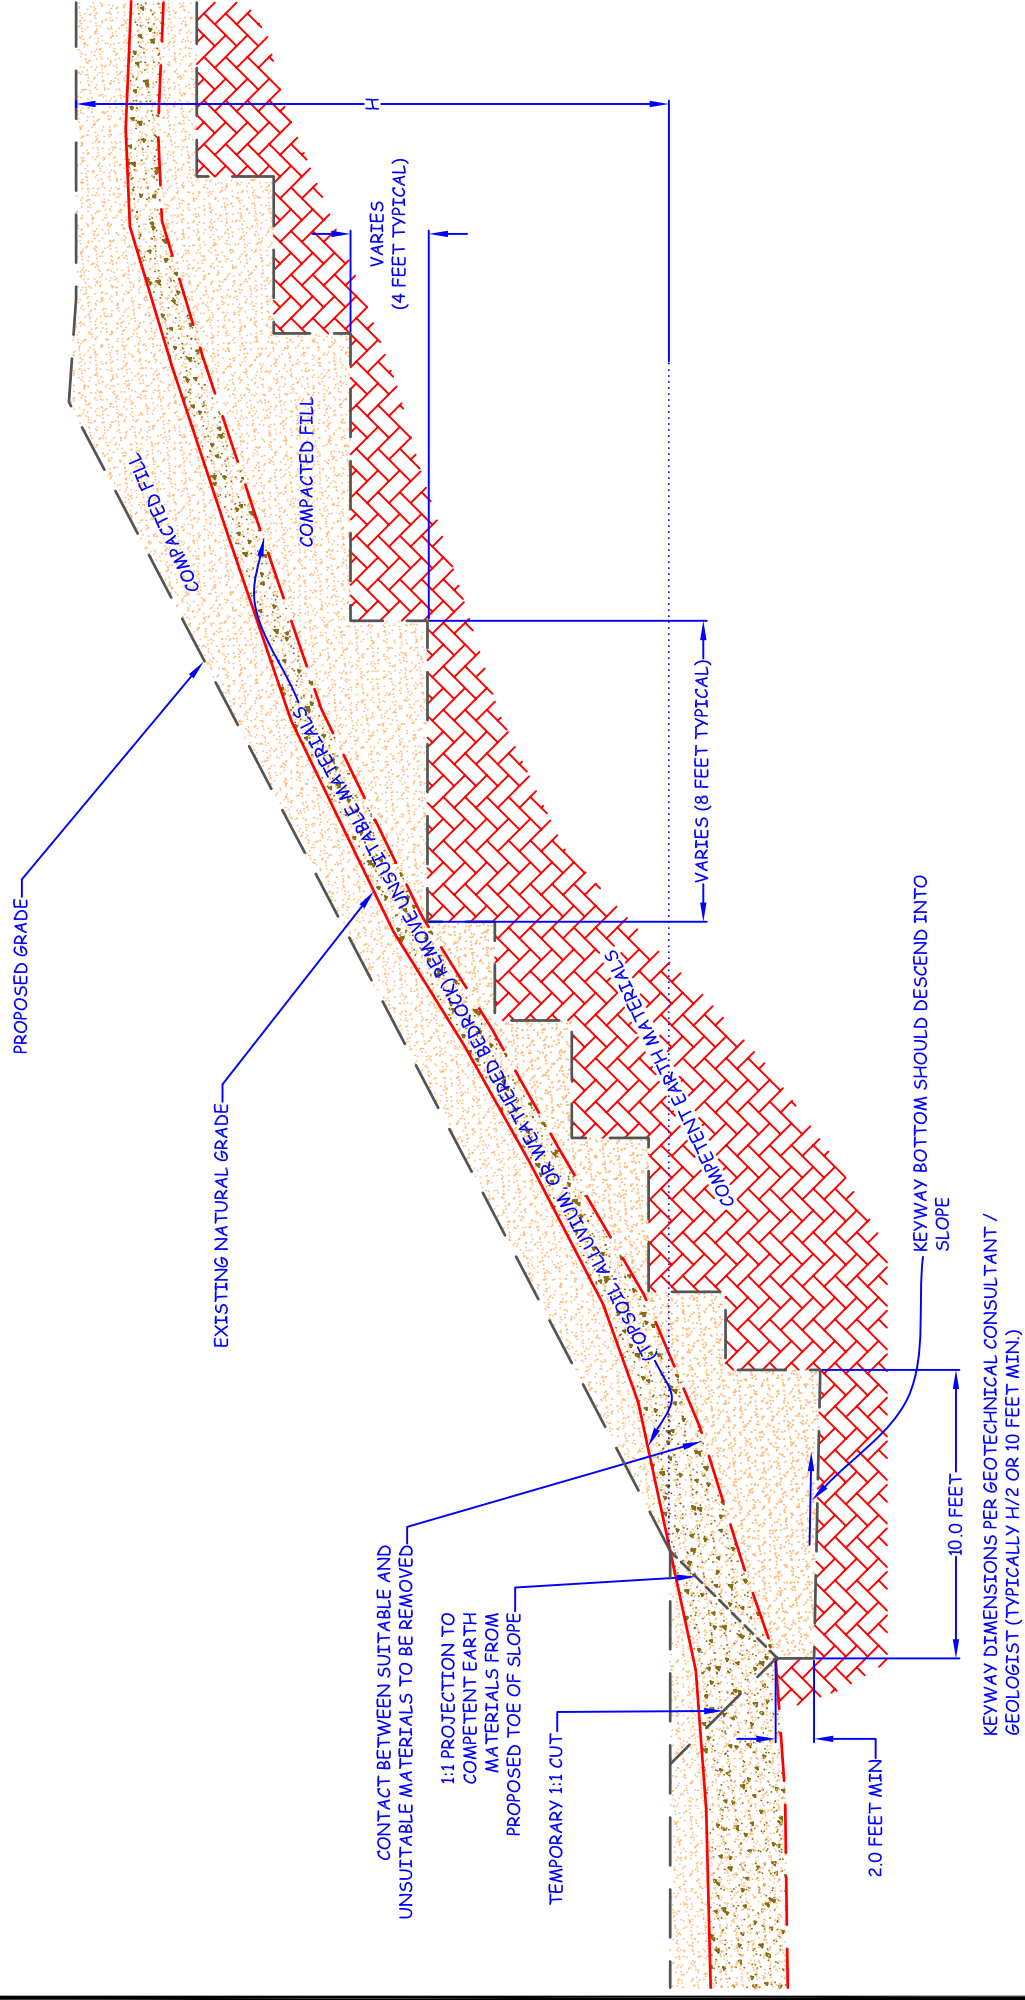 PROPOSED GRADE
EXISTING NATURAL GRADE
CONTACT BETWEEN SUITABLE AND
UNSUITABLE MATERIALS TO BE REMOVED
1:1 PROJECTION TO
COMPETENT EARTH
MATERIALS FROM
PROPOSED TOE OF SLOPE
TEMPORARY 1:1 CUT
COMPACTED FILL
COMPACTED FILL
REMOVE UNSUITABLE MATERIALS
(TOPSOIL, ALLUVIUM, OR WEATHERED BEDROCK)
COMPETENT EARTH MATERIALS
H
VARIES
(4 FEET TYPICAL)
VARIES (8 FEET TYPICAL)
2.0 FEET MIN
10.0 FEET
KEYWAY BOTTOM SHOULD DESCEND INTO
SLOPE
KEYWAY DIMENSIONS PER GEOTECHNICAL CONSULTANT /
GEOLOGIST (TYPICALLY H/2 OR 10 FEET MIN.)